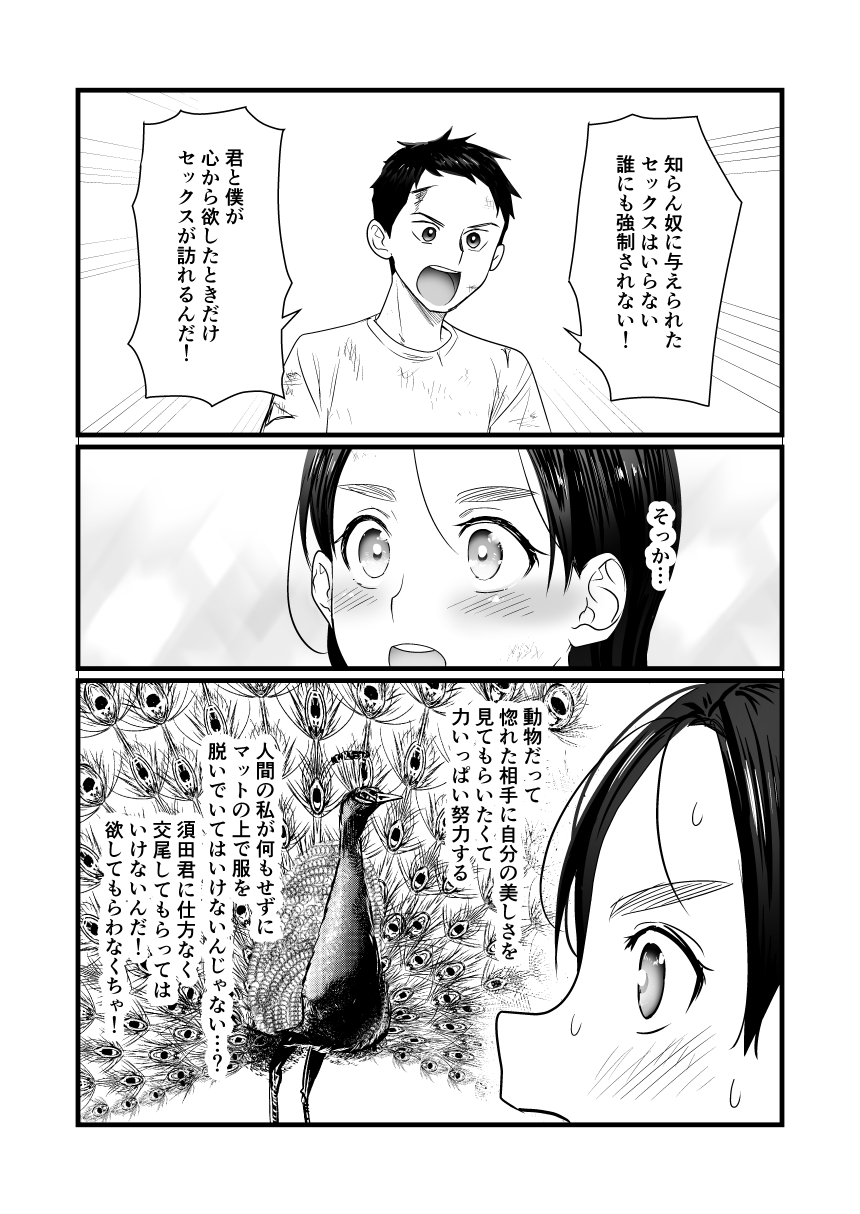 知らん奴に与えられた
セックスはいらない
誰にも強制されない！
君と僕が
心から欲したときだけ
セックスが訪れるんだ！
そっか…
動物だって
惚れた相手に自分の美しさを
見てもらいたくて
力いっぱい努力する
人間の私が何もせずに
マットの上で服を
脱いでいてはいけないんじゃない…？
須田君に仕方なく
交尾してもらっては
いけないんだ！
欲してもらわなくちゃ！